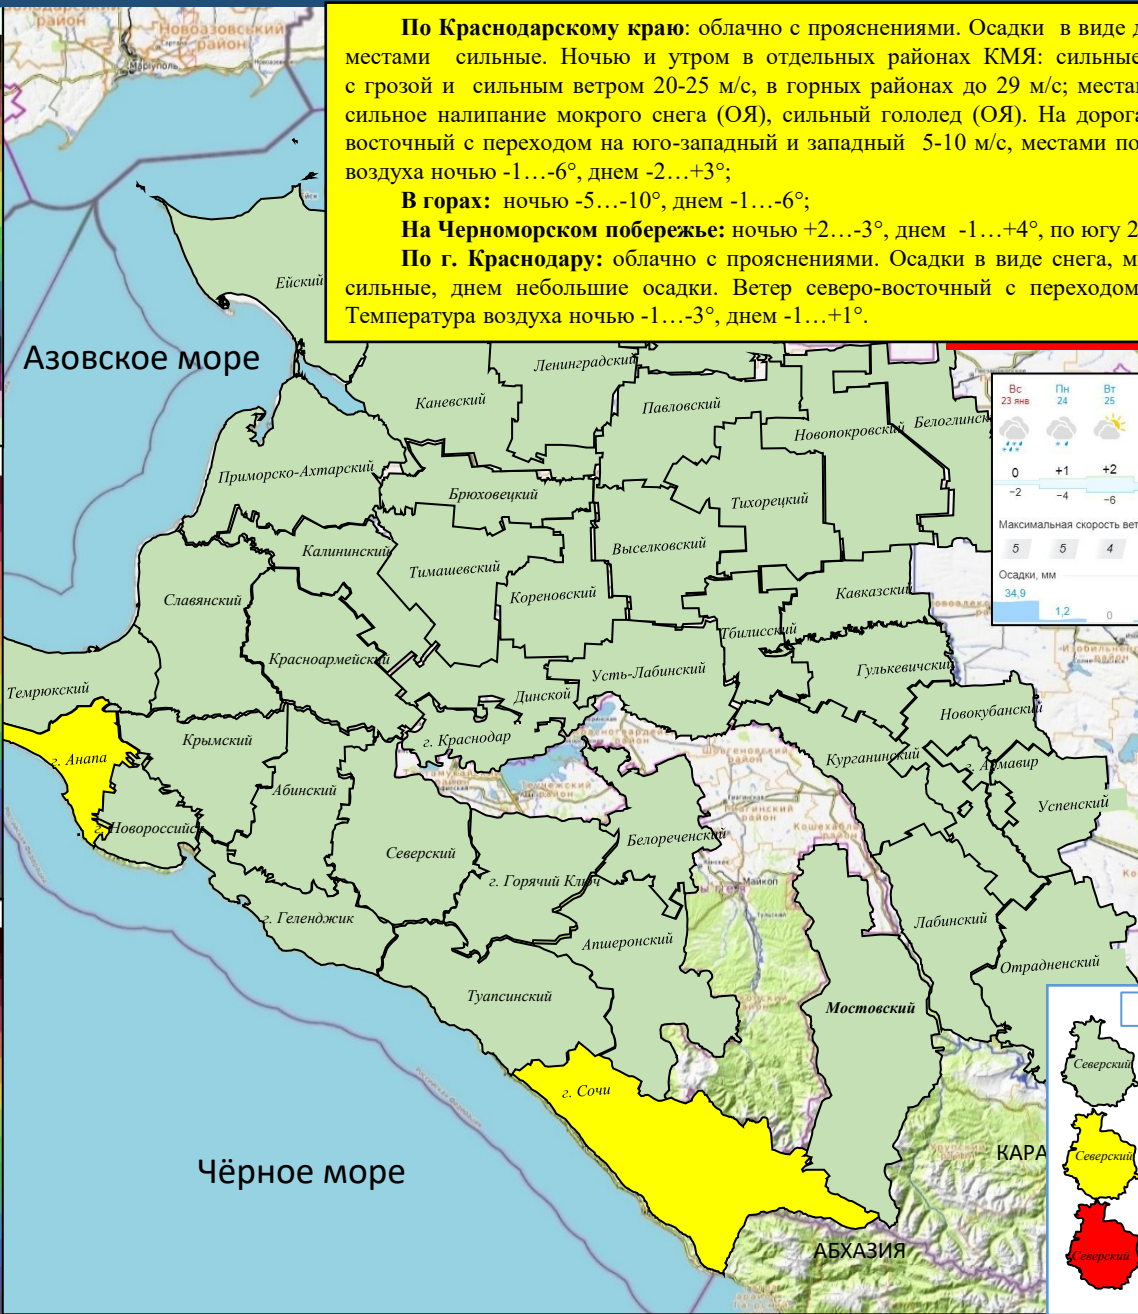 По Краснодарскому краю: облачно с прояснениями. Осадки в виде
местами сильные. Ночью и утром в отдельных районах КМЯ: сильные
с грозой и сильным ветром 20-25 м/с, в горных районах до 29 м/с;
сильное налипание мокрого снега (ОЯ), сильный гололед (ОЯ). На
восточный с переходом на юго-западный и западный 5-10 м/с, местами
воздуха ночью -1…-6°, днем -2…+3°;
В горах: ночью -5…-10°, днем -1…-6°;
На Черноморском побережье: ночью +2…-3°, днем -1…+4°, по югу 2
По г. Краснодару: облачно с прояснениями. Осадки в виде снега,
сильные, днем небольшие осадки. Ветер северо-восточный с переходом
Температура воздуха ночью -1…-3°, днем -1…+1°.
Новоазовський
район
Маріуполь
Ейский
Азовское море
Ленинградский
Каневский
Павловский
Новопокровский
Приморско-Ахтарский
Брюховецкий
Тихорецкий
Калининский
Тимашевский
Выселковский
Славянский
Кореновский
Кавказский
Тбилисский
Красноармейский
Усть-Лабинский
Гулькевичский
Темрюкский
Динской
Новокубанский
Крымский
г. Краснодар
г. Анапа
Курганинский
г. Армавир
Абинский
Успенский
г. Новороссийск
Белореченский
Северский
г. Горячий Ключ
Майкоп
г. Геленджик
Апшеронский
Лабинский
Отрадненский
Туапсинский
Мостовский
г. Сочи
Чёрное море
АБХАЗИЯ
КАРА
Вс Пн Вт
23 янв 24 25
0 +1 +2
−2 −4 −6
Максимальная скорость
5 5 4
Осадки, мм
34,9 1,2 0
Северский
Северский
Северский